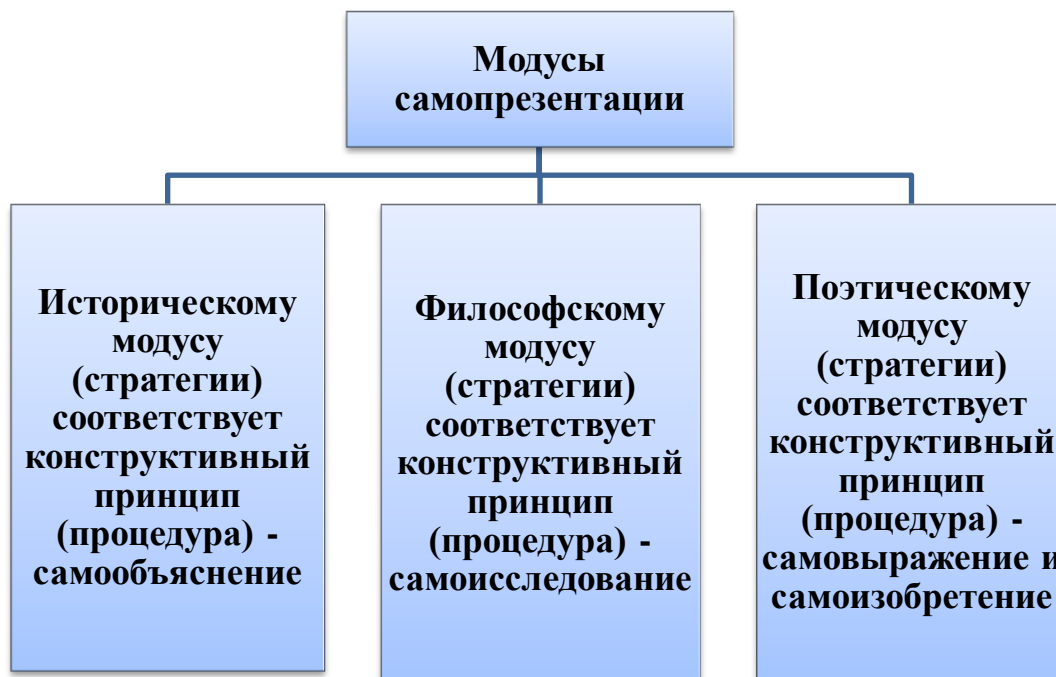 Модусы
самопрезентации
Историческому
модусу
(стратегии)
соответствует
конструктивный
принцип
(процедура) -
самообъяснение
Философскому
модусу
(стратегии)
соответствует
конструктивный
принцип
(процедура) -
самоисследование
Поэтическому
модусу
(стратегии)
соответствует
конструктивный
принцип
(процедура) -
самовыражение и
самоизобретение